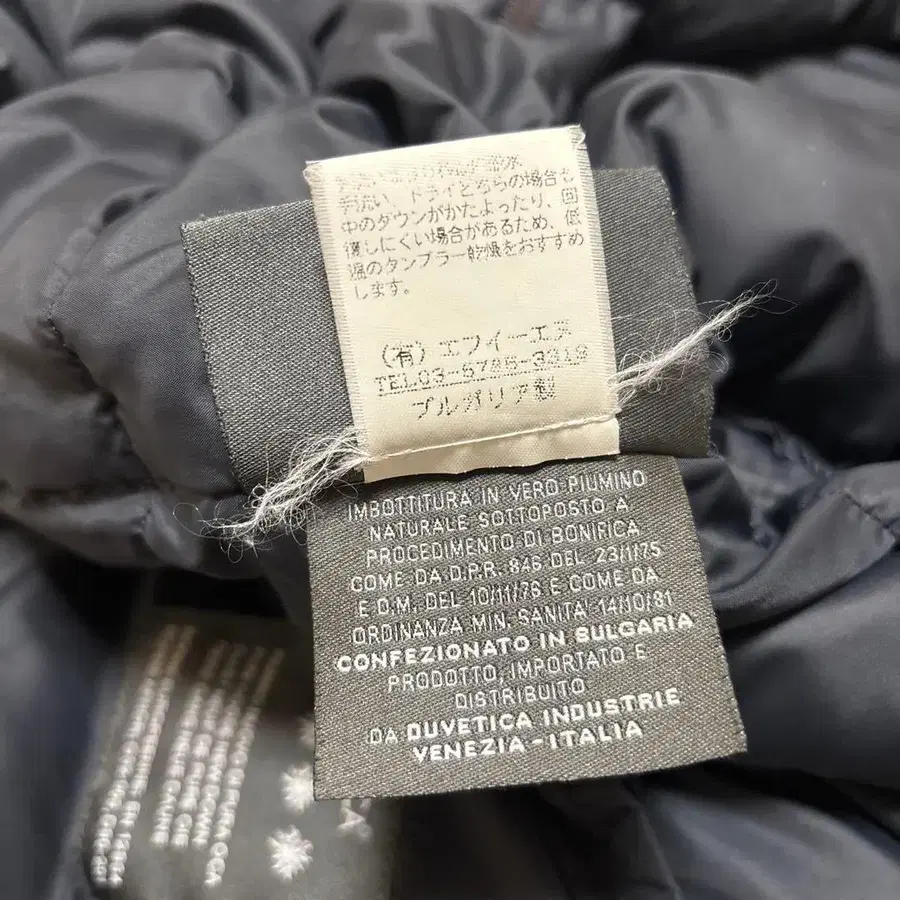 手洗い、ドライどちらの場合も
中のダウンがかたよったり、回
復しにくい場合があるため、低
温のタンブラー乾燥をおすすめ
します。
(有)エフイーエヌ
TEL03-5785-3319
ブルガリア製
IMBOTTITURA IN VERO PIUMINO
NATURALE SOTTOPOSTO A
PROCEDIMENTO DI BONIFICA
COME DA D.P.R. 845 DEL 23/11/75
E D.M. DEL 10/11/76 E COME DA
ORDINANZA MIN. SANITA' 14/10/81
CONFEZIONATO IN BULGARIA
PRODOTTO, IMPORTATO E
DISTRIBUITO
DA DUVETICA INDUSTRIE
VENEZIA-ITALIA